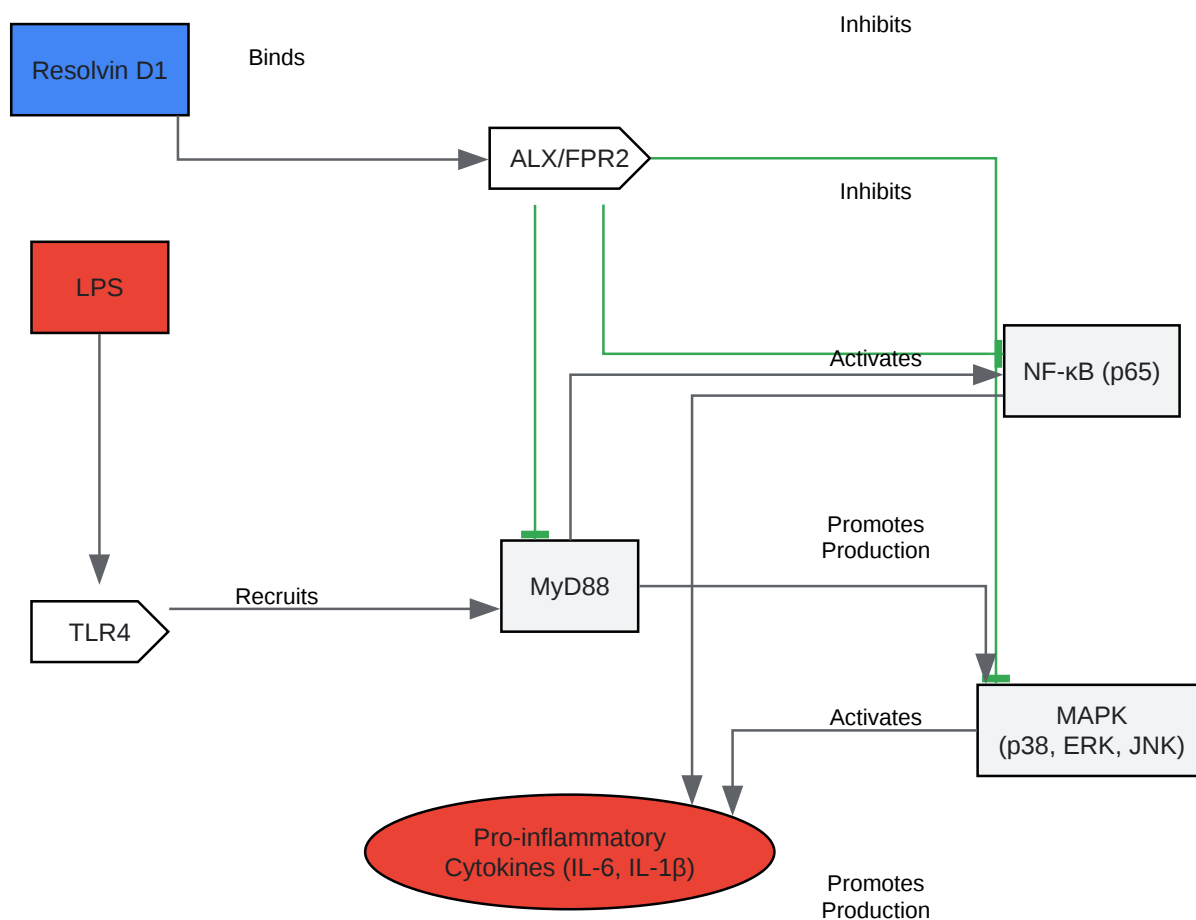 Inhibits
Binds
Resolvin D1
ALX/FPR2
Inhibits
LPS
Activates
NF-κB (p65)
Promotes
Production
MyD88
Recruits
TLR4
Activates
MAPK
(p38, ERK, JNK)
Pro-inflammatory
Cytokines (IL-6, IL-1β)
Promotes
Production